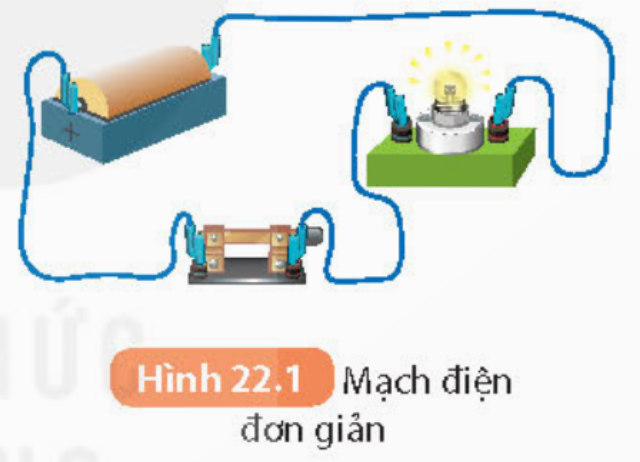 +
Hình 22.1 Mạch điện
đơn giản